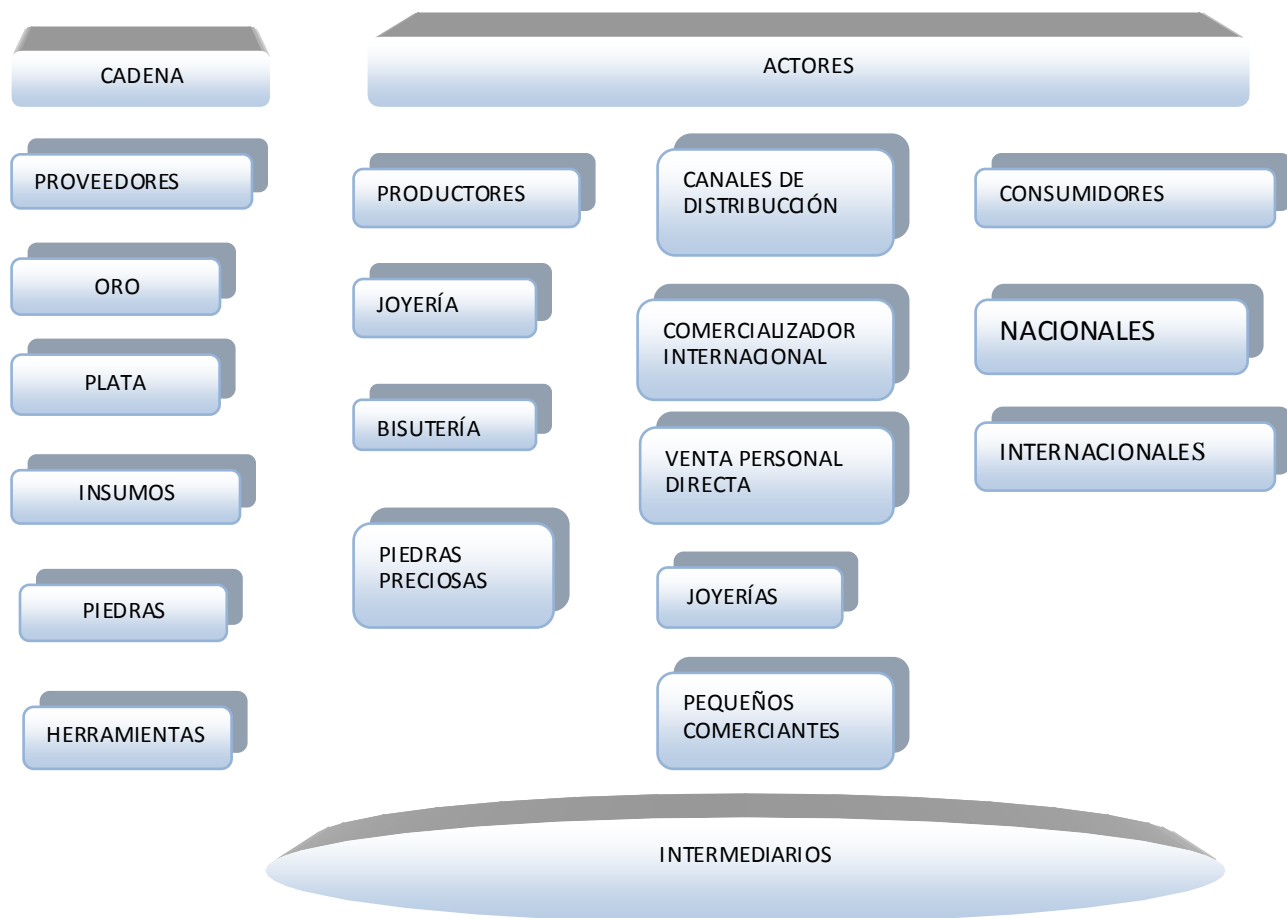 CADENA
ACTORES
PROVEEDORES
ORO
PLATA
INSUMOS
PIEDRAS
HERRAMIENTAS
PRODUCTORES
JOYERÍA
BISUTERÍA
PIEDRAS
PRECIOSAS
CANALES DE
DISTRIBUCCIÓN
COMERCIALIZADOR
INTERNACIONAL
VENTA PERSONAL
DIRECTA
JOYERÍAS
PEQUEÑOS
COMERCIANTES
CONSUMIDORES
NACIONALES
INTERNACIONALES
INTERMEDIARIOS